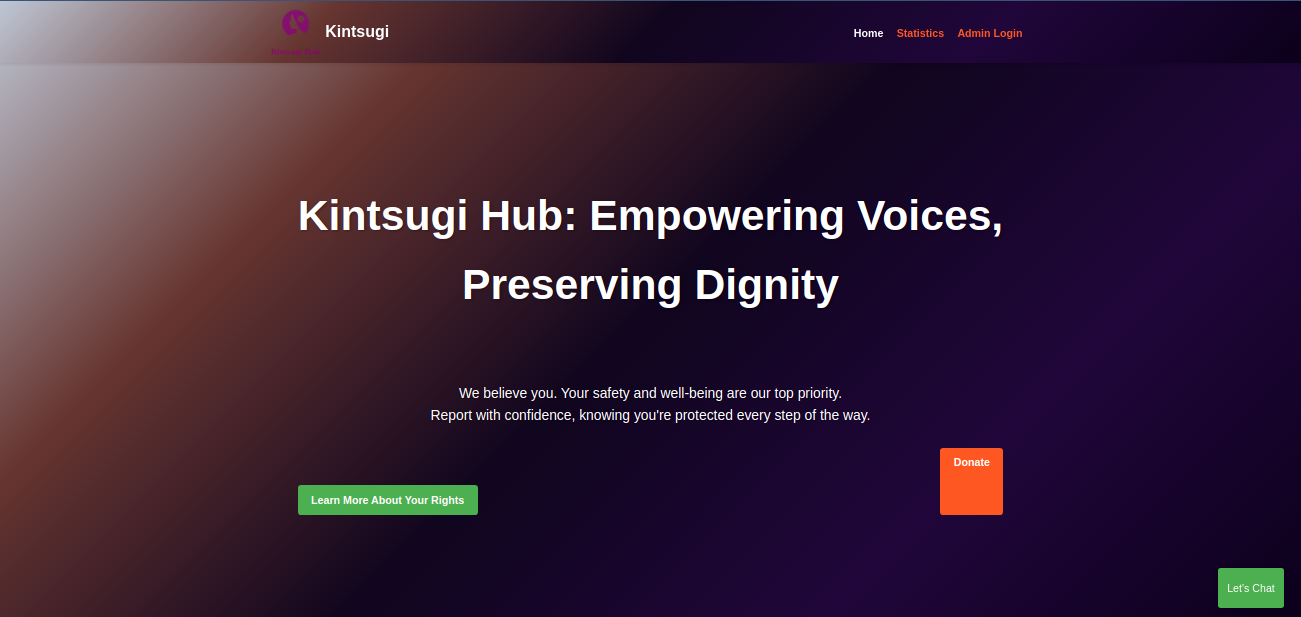 Kintsugi
Home
Statistics
Admin Login
Kintsugi Hub: Empowering Voices,
Preserving Dignity
We believe you. Your safety and well-being are our top priority.
Report with confidence, knowing you're protected every step of the way.
Donate
Learn More About Your Rights
Let's Chat